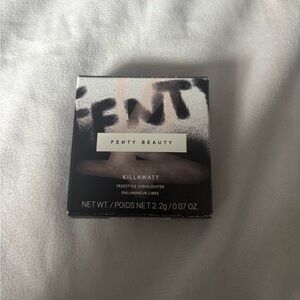 FENTY
FENTY BEAUTY
KILLAWATT
FREESTYLE HIGHLIGHTER
ENLUMINEUR LIBRE
NET WT. / POIDS NET 2.2g / 0.07 OZ.